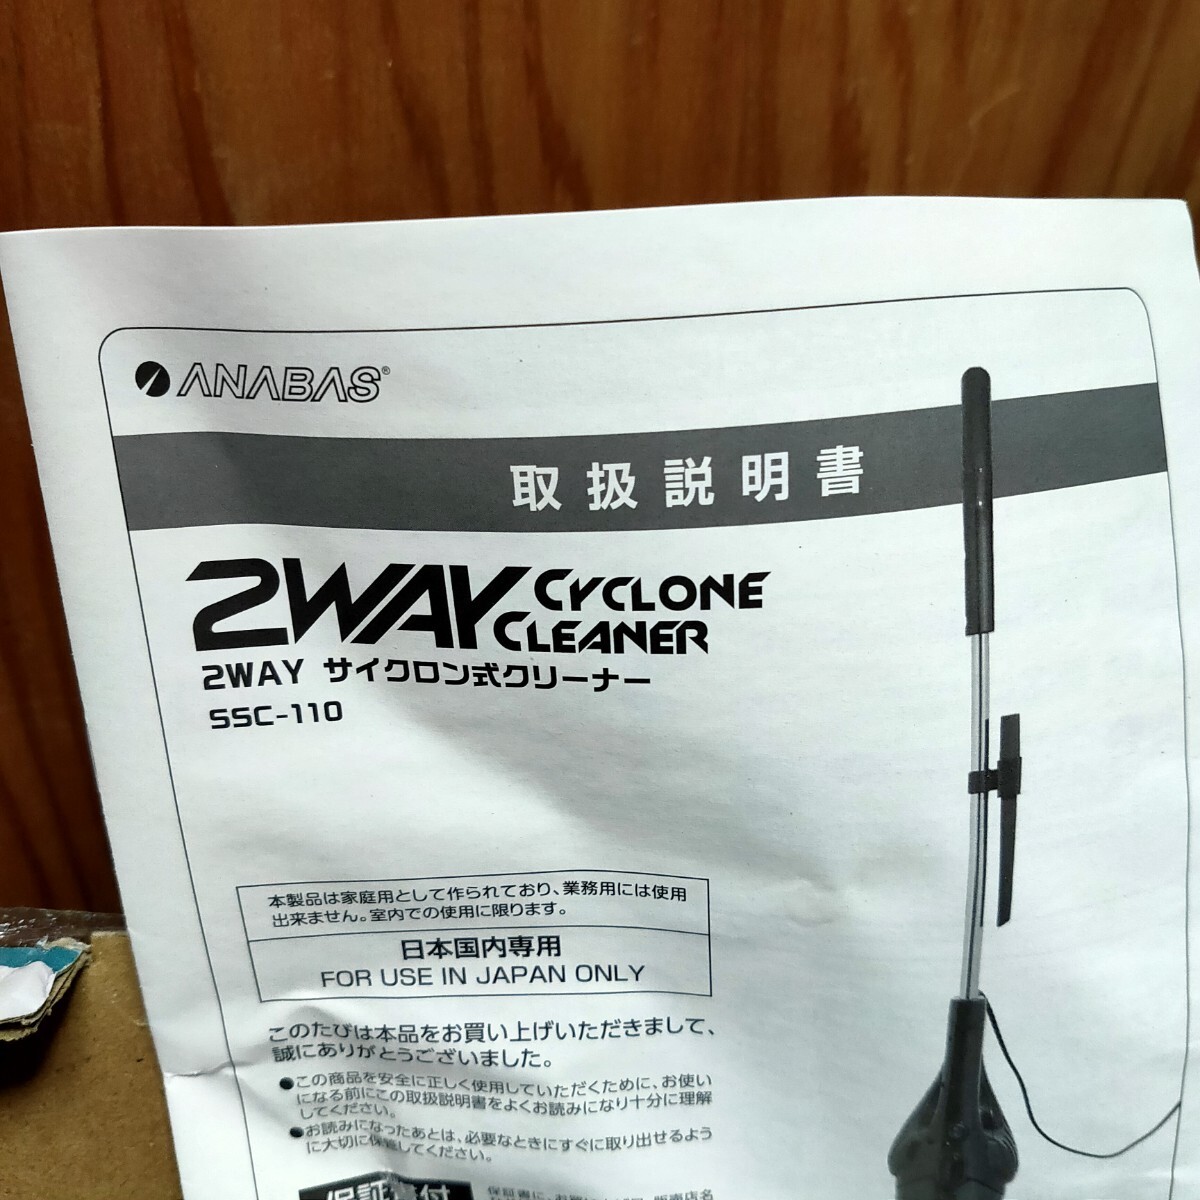 ANABAS®
取扱説明書
2WAY CYCLONE CLEANER
2WAY サイクロン式クリーナー
SSC-110
本製品は家庭用として作られており、業務用には使用
出来ません。室内での使用に限ります。
日本国内専用
FOR USE IN JAPAN ONLY
このたびは本品をお買い上げいただきまして、
誠にありがとうございました。
●この商品を安全に正しく使用していただくために、お使い
になる前にこの取扱説明書をよくお読みになり十分に理解
してください。
●お読みになったあとは、必要なときにすぐに取り出せるよう
に大切に保管してください。
保証書付